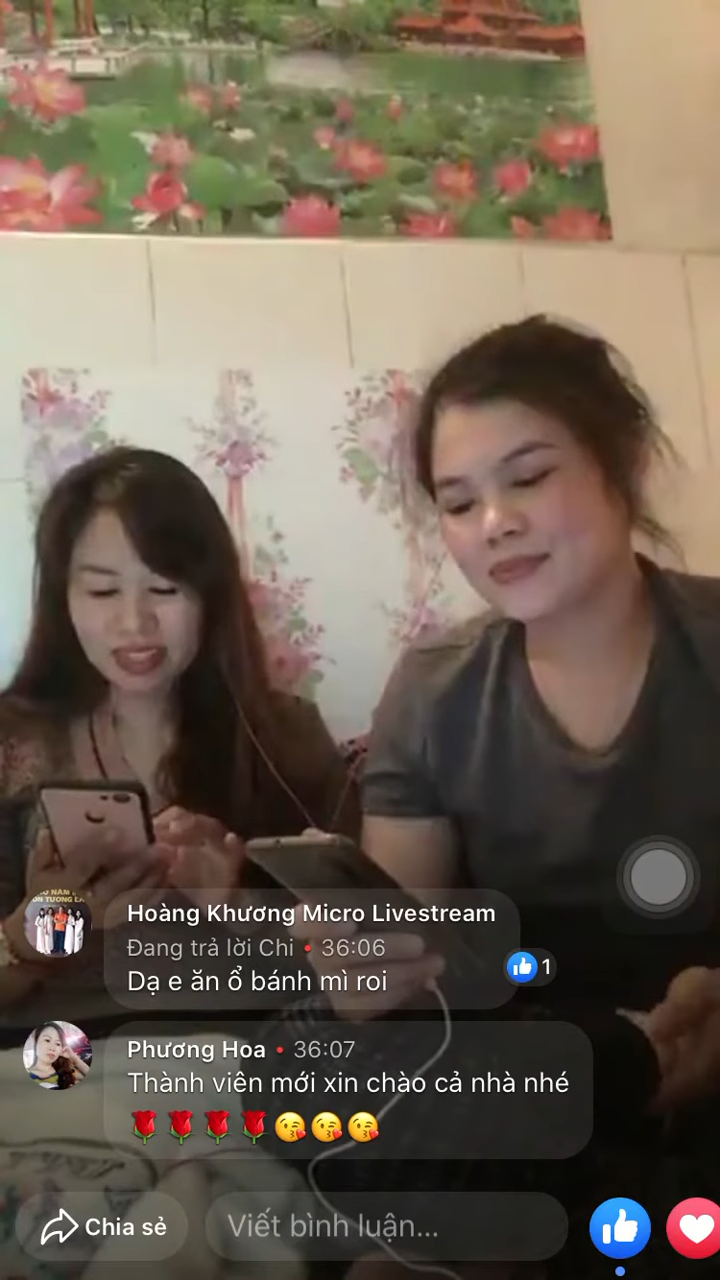 Hoàng Khương Micro Livestream
Đang trả lời Chi • 36:06
Dạ e ăn ổ bánh mì roi
1
Phương Hoa • 36:07
Thành viên mới xin chào cả nhà nhé
🌹🌹🌹🌹😘😘😘
Chia sẻ
Viết bình luận...